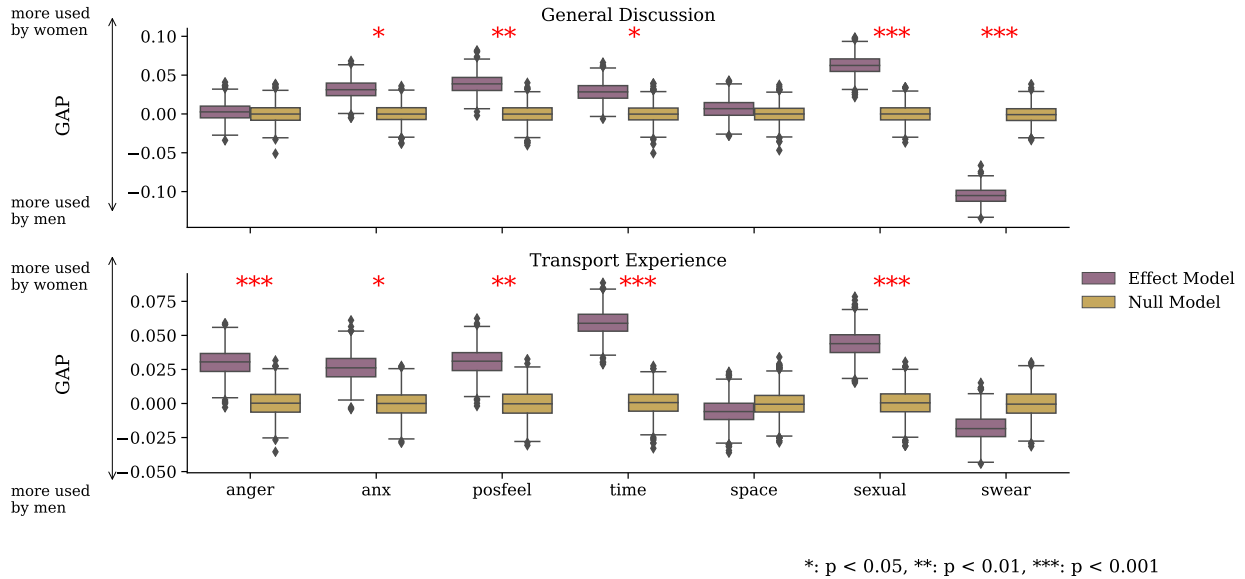 more used
by women
General Discussion
* ** * *** ***
0.10
0.05
0.00
−0.05
−0.10
GAP
more used
by men
more used
by women
Transport Experience
*** * ** *** ***
0.075
0.050
0.025
0.000
−0.025
−0.050
GAP
more used
by men
anger anx posfeel time space sexual swear
Effect Model
Null Model
*: p < 0.05, **: p < 0.01, ***: p < 0.001